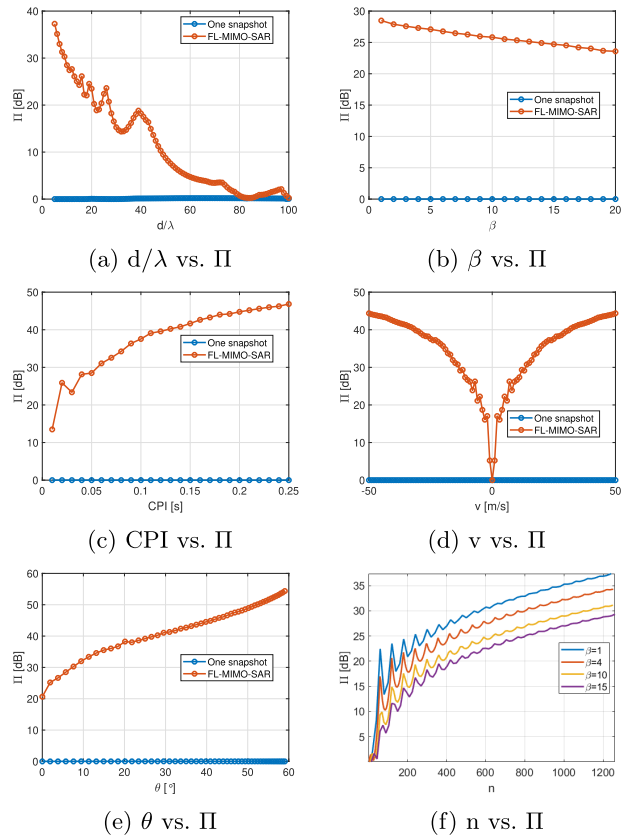 40
30
20
10
0
Π [dB]
0 20 40 60 80 100
d/λ
One snapshot
FL-MIMO-SAR
(a) d/λ vs. Π
30
25
20
15
10
5
0
Π [dB]
0 5 10 15 20
β
One snapshot
FL-MIMO-SAR
(b) β vs. Π
50
40
30
20
10
0
Π [dB]
0 0.05 0.1 0.15 0.2 0.25
CPI [s]
One snapshot
FL-MIMO-SAR
(c) CPI vs. Π
50
40
30
20
10
0
Π [dB]
-50 0 50
v [m/s]
One snapshot
FL-MIMO-SAR
(d) v vs. Π
60
50
40
30
20
10
0
Π [dB]
0 10 20 30 40 50 60
θ [°]
One snapshot
FL-MIMO-SAR
(e) θ vs. Π
35
30
25
20
15
10
5
Π [dB]
200 400 600 800 1000 1200
n
β=1
β=4
β=10
β=15
(f) n vs. Π